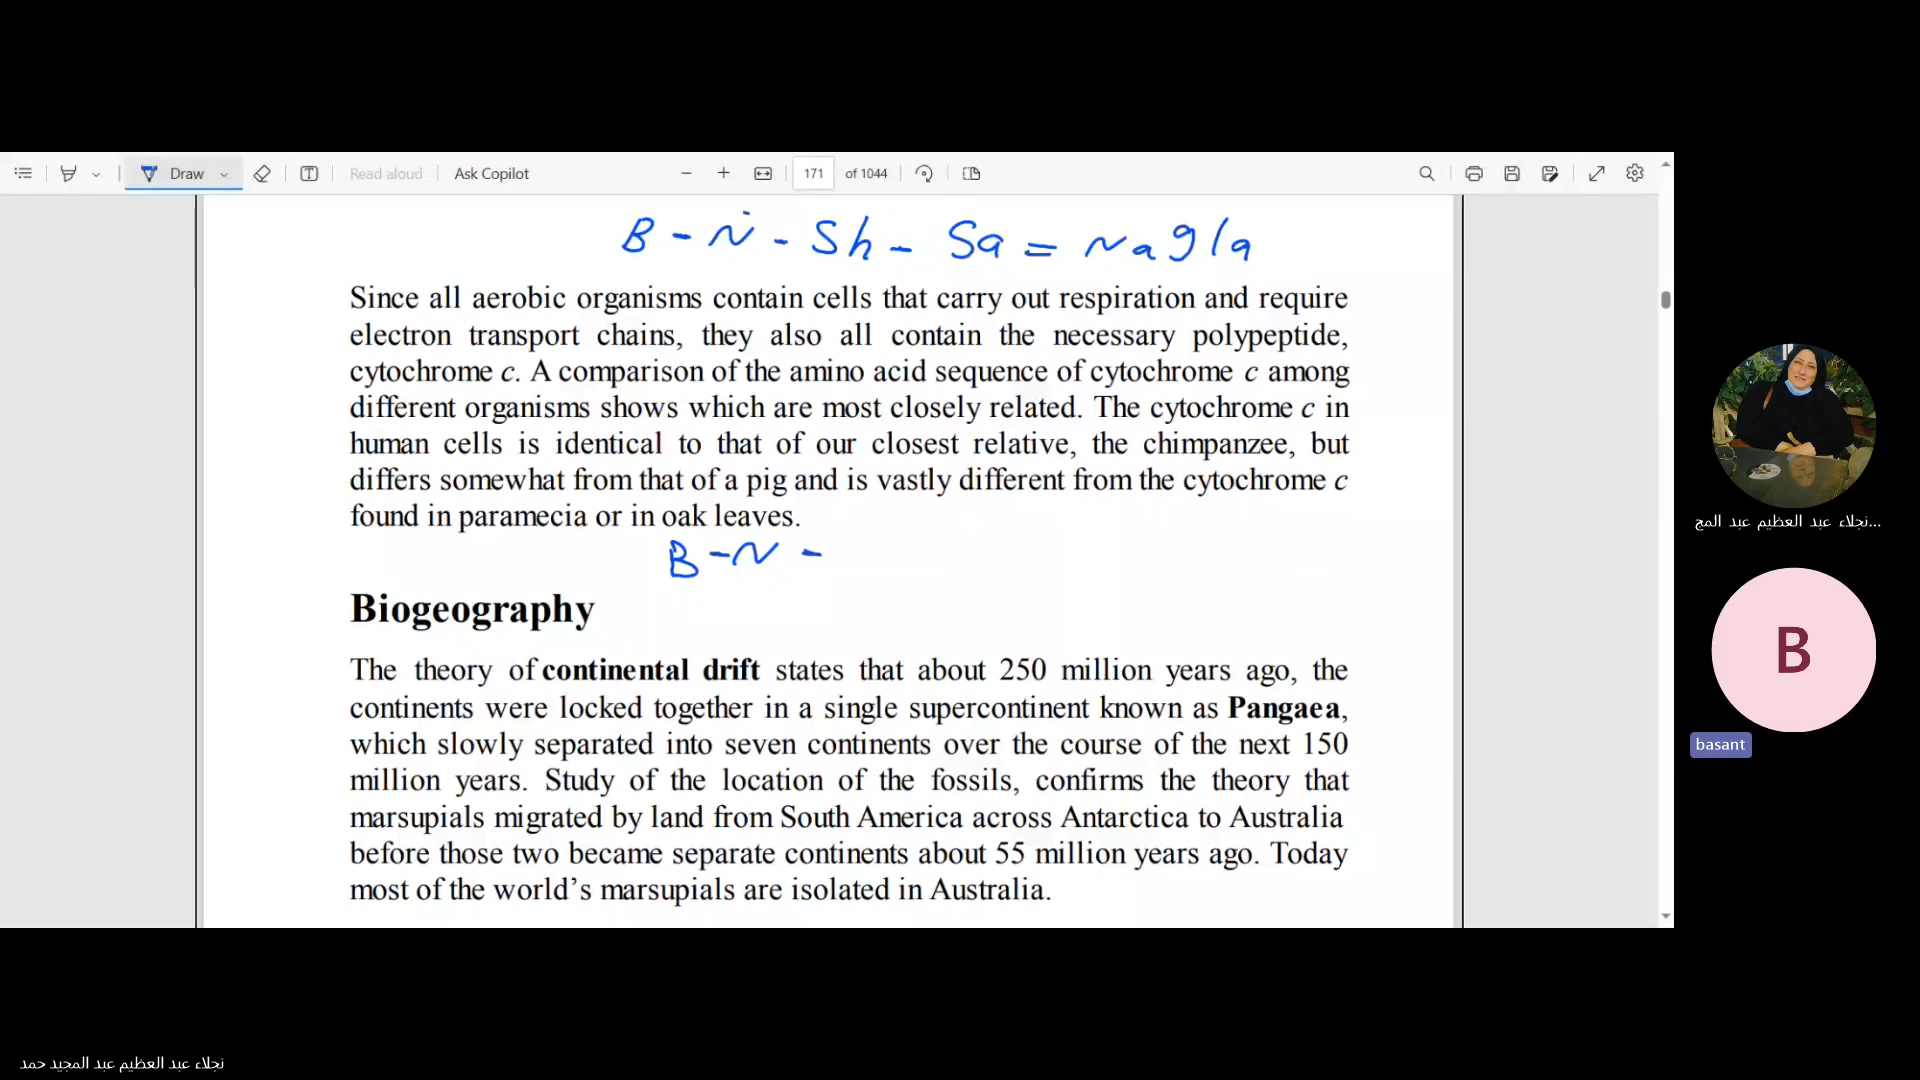 Draw
Read aloud
Ask Copilot
171 of 1044
B - N - Sh - Sa = Nagla
Since all aerobic organisms contain cells that carry out respiration and require
electron transport chains, they also all contain the necessary polypeptide,
cytochrome c. A comparison of the amino acid sequence of cytochrome c among
different organisms shows which are most closely related. The cytochrome c in
human cells is identical to that of our closest relative, the chimpanzee, but
differs somewhat from that of a pig and is vastly different from the cytochrome c
found in paramecia or in oak leaves.
B - N -
Biogeography
The theory of continental drift states that about 250 million years ago, the
continents were locked together in a single supercontinent known as Pangaea,
which slowly separated into seven continents over the course of the next 150
million years. Study of the location of the fossils, confirms the theory that
marsupials migrated by land from South America across Antarctica to Australia
before those two became separate continents about 55 million years ago. Today
most of the world’s marsupials are isolated in Australia.
نجلاء عبد العظيم عبد المج...
B
basant
نجلاء عبد العظيم عبد المجيد حمد